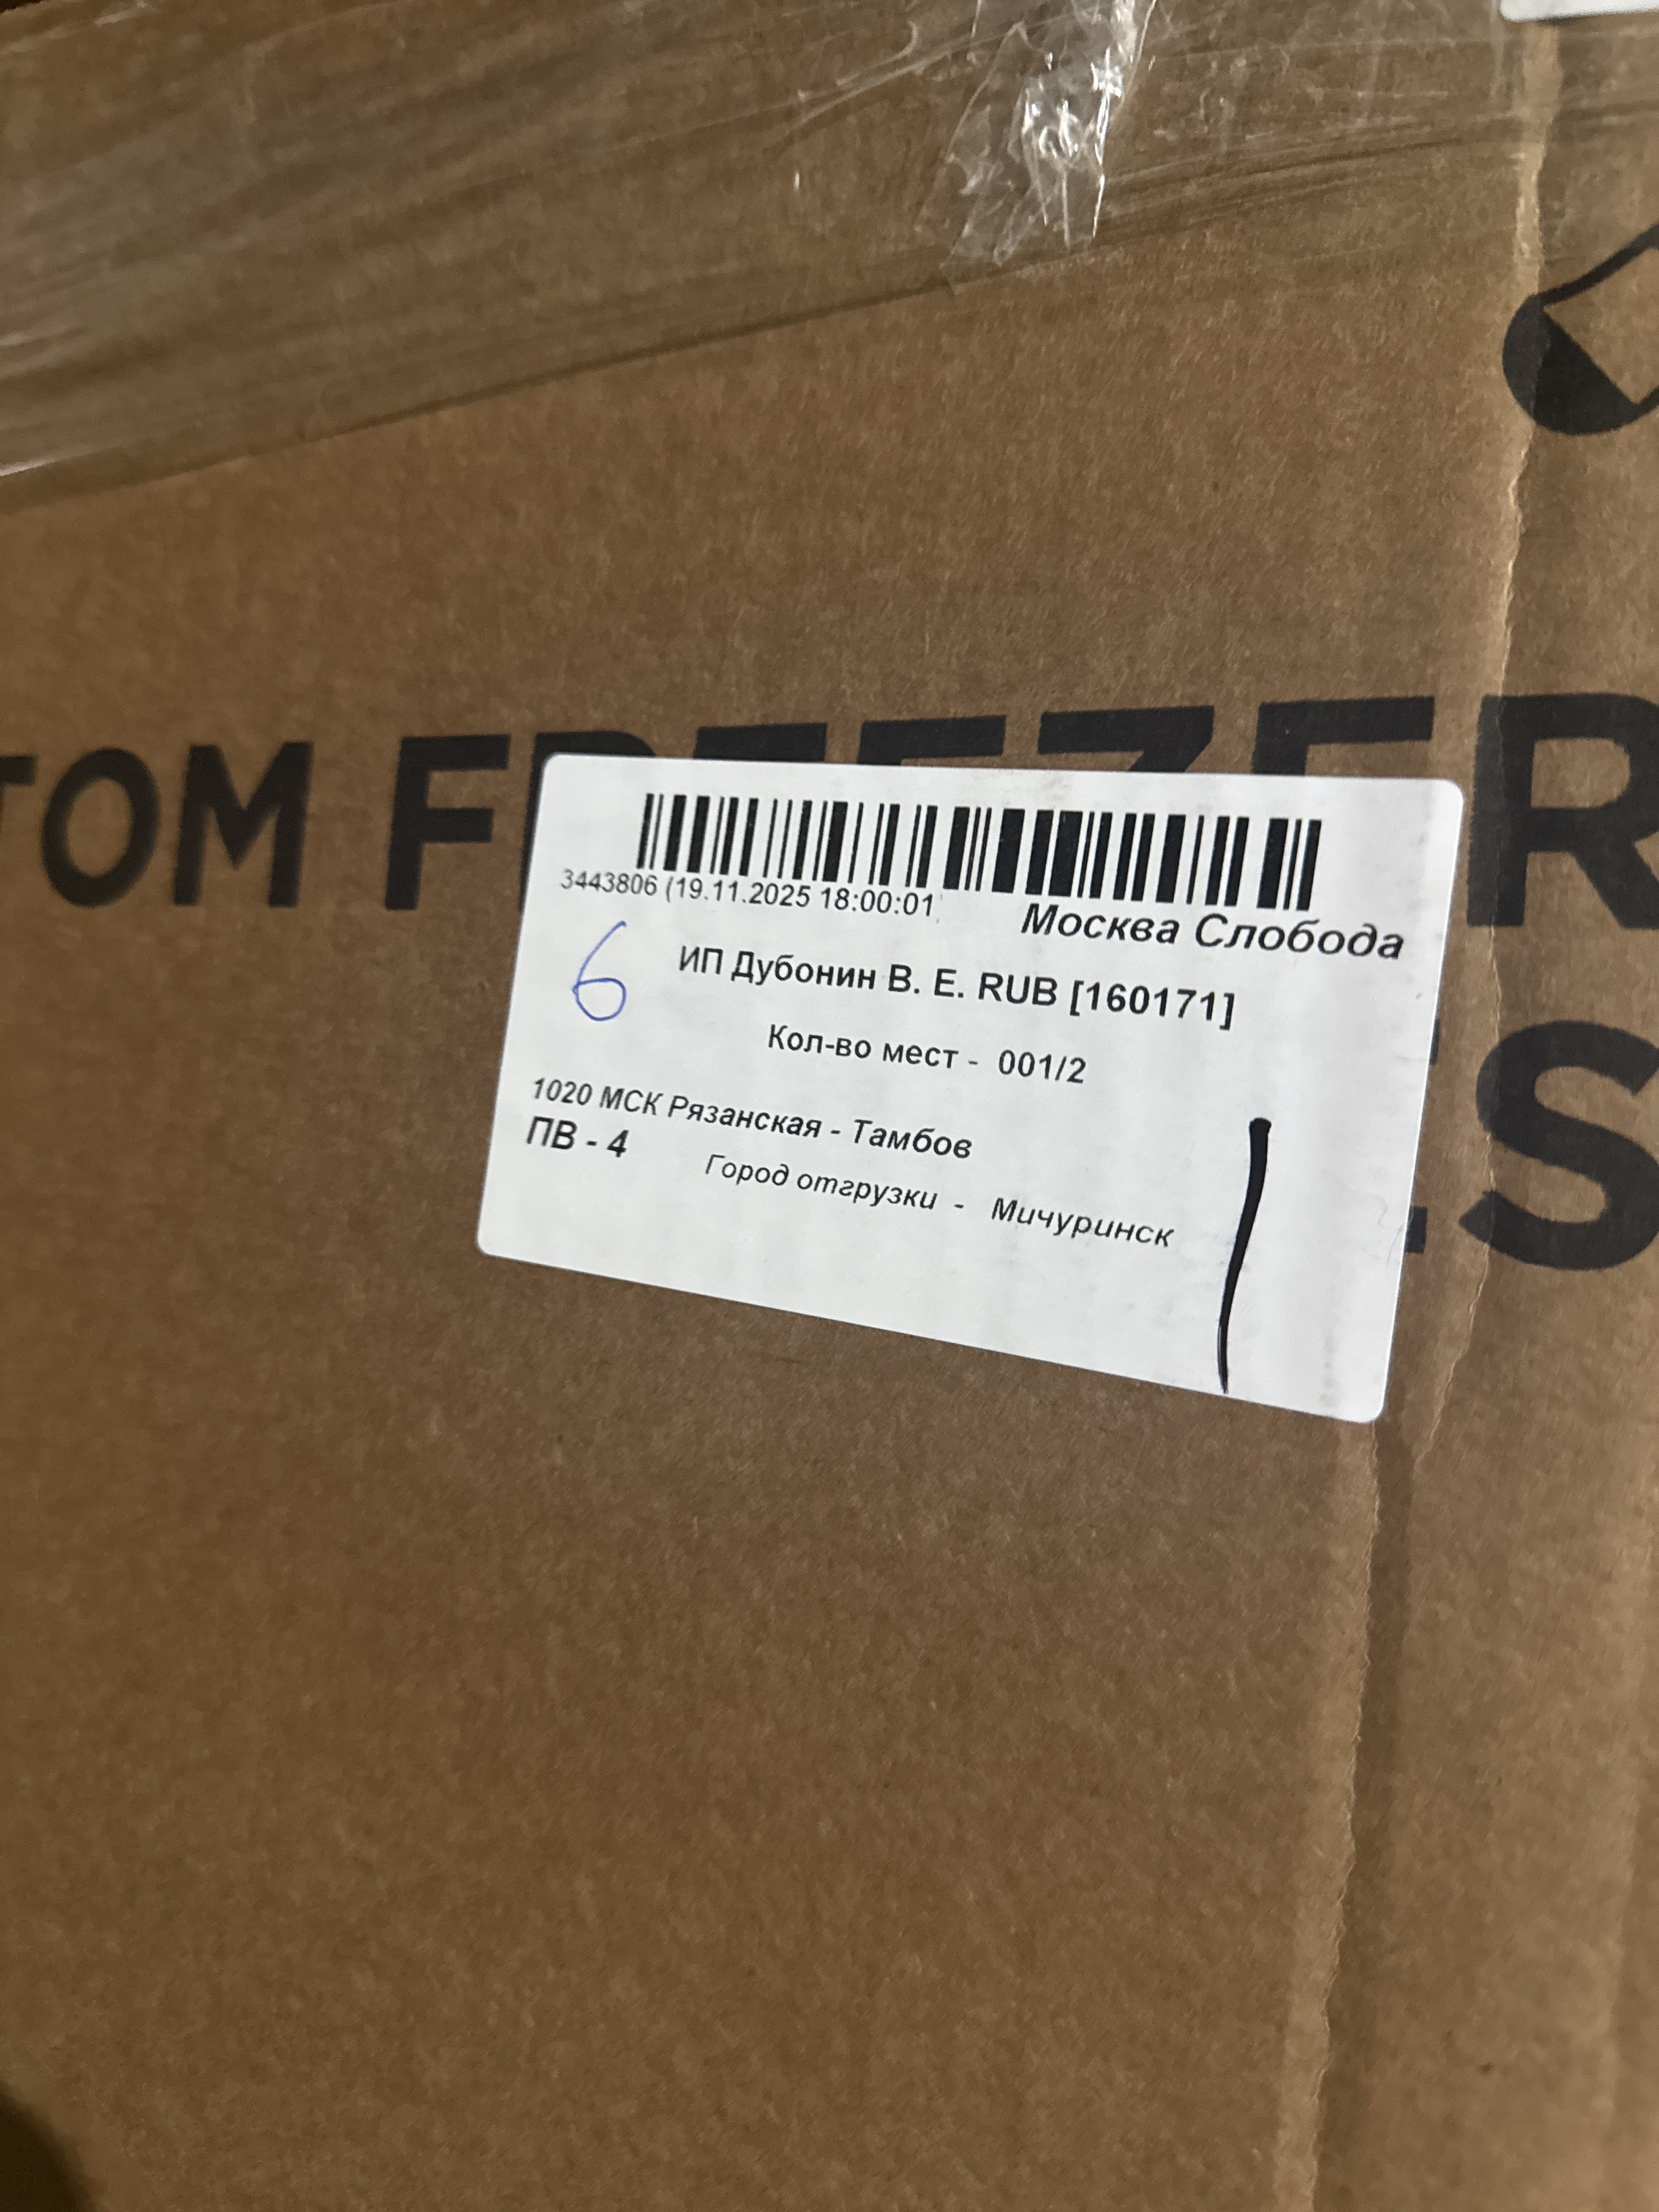 TOM FREEZER
3443806 (19.11.2025 18:00:01
Москва Слобода
6
ИП Дубонин В. Е. RUB [160171]
Кол-во мест - 001/2
1020 МСК Рязанская - Тамбов
ПВ - 4
Город отгрузки - Мичуринск